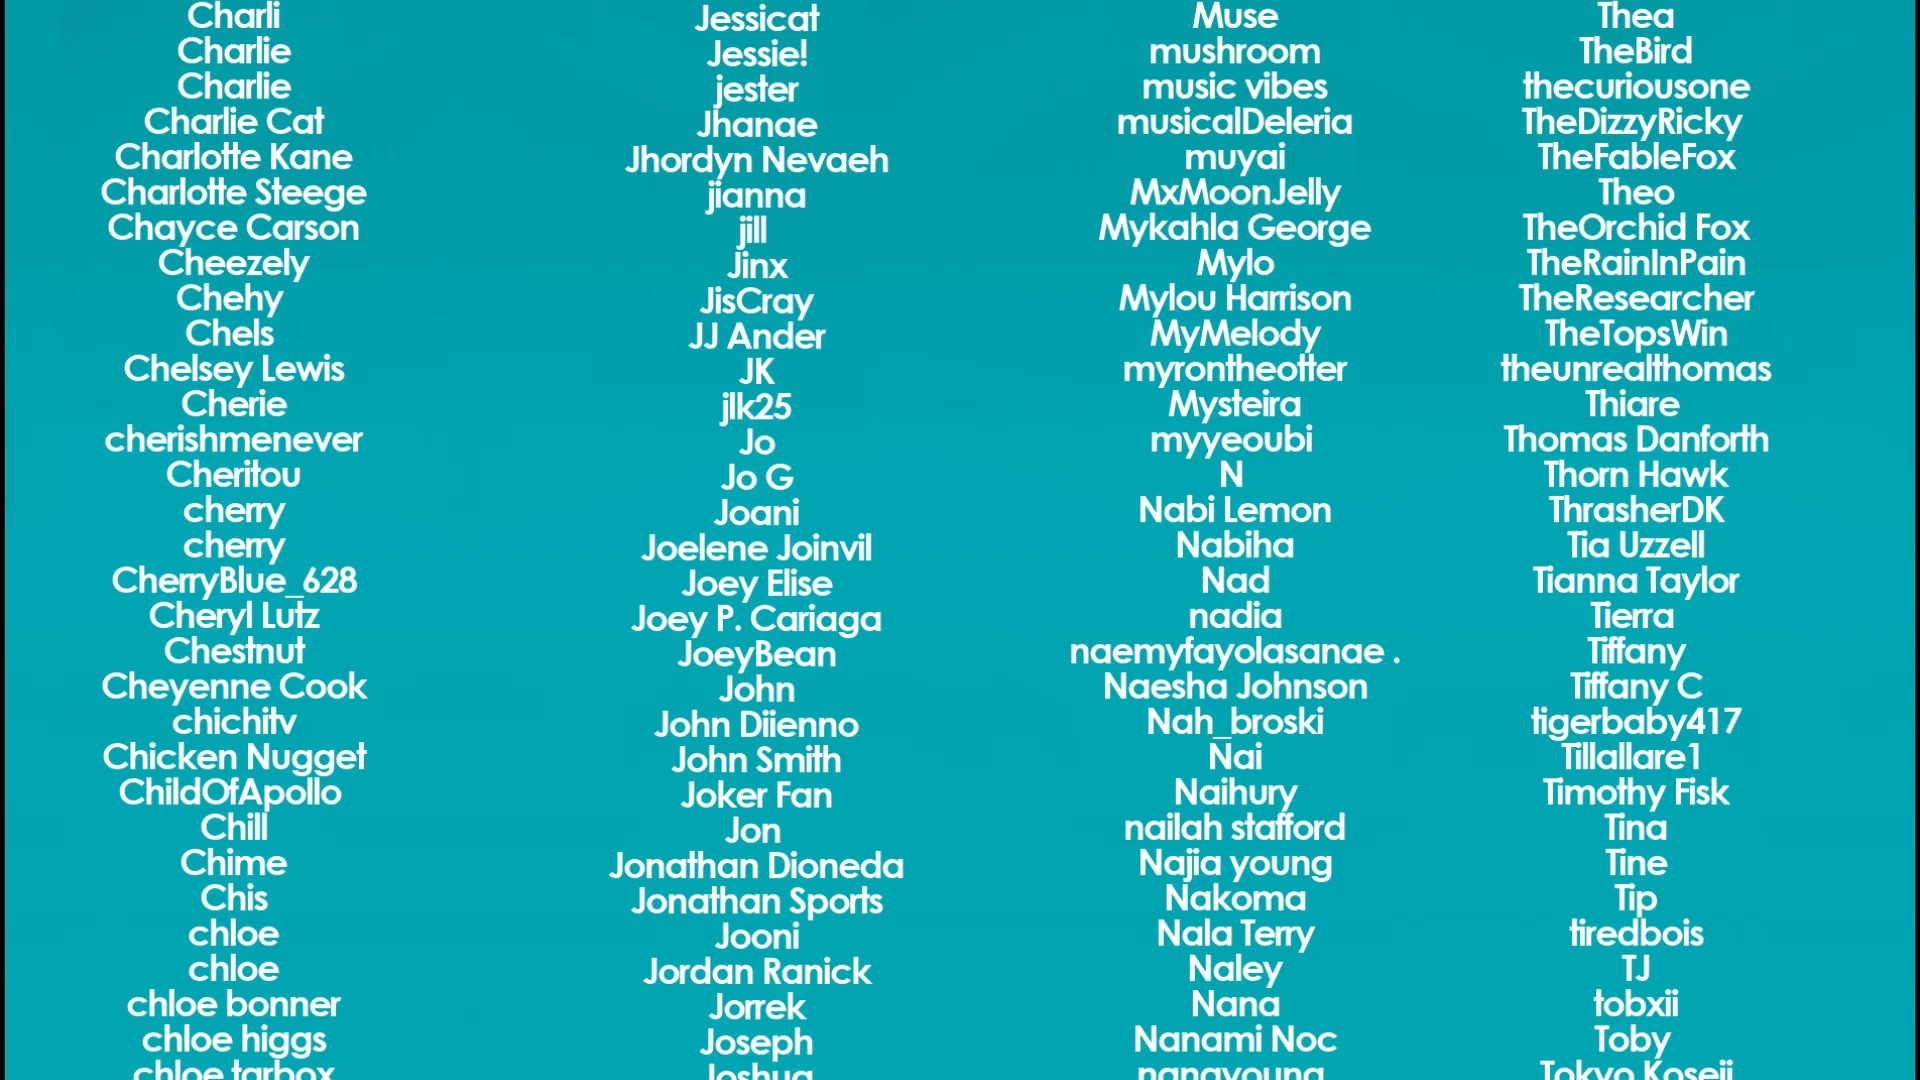 Charli
Charlie
Charlie
Charlie Cat
Charlotte Kane
Charlotte Steege
Chayce Carson
Cheezely
Chehy
Chels
Chelsey Lewis
Cherie
cherishmenever
Cheritou
cherry
cherry
CherryBlue_628
Cheryl Lutz
Chestnut
Cheyenne Cook
chichitv
Chicken Nugget
ChildOfApollo
Chill
Chime
Chis
chloe
chloe
chloe bonner
chloe higgs
chloe tarbox
Jessicat
Jessie!
jester
Jhanae
Jhordyn Nevaeh
jianna
jill
Jinx
JisCray
JJ Ander
JK
jlk25
Jo
Jo G
Joani
Joelene Joinvil
Joey Elise
Joey P. Cariaga
JoeyBean
John
John Diienno
John Smith
Joker Fan
Jon
Jonathan Dioneda
Jonathan Sports
Jooni
Jordan Ranick
Jorrek
Joseph
Joshua
Muse
mushroom
music vibes
musicalDeleria
muyai
MxMoonJelly
Mykahla George
Mylo
Mylou Harrison
MyMelody
myrontheotter
Mysteira
myyeoubi
N
Nabi Lemon
Nabiha
Nad
nadia
naemyfayolasanae .
Naesha Johnson
Nah_broski
Nai
Naihury
nailah stafford
Najia young
Nakoma
Nala Terry
Naley
Nana
Nanami Noc
nanayoung
Thea
TheBird
thecuriousone
TheDizzyRicky
TheFableFox
Theo
TheOrchid Fox
TheRainInPain
TheResearcher
TheTopsWin
theunrealthomas
Thiare
Thomas Danforth
Thorn Hawk
ThrasherDK
Tia Uzzell
Tianna Taylor
Tierra
Tiffany
Tiffany C
tigerbaby417
Tillallare1
Timothy Fisk
Tina
Tine
Tip
tiredbois
TJ
tobxii
Toby
Tokyo Koseii